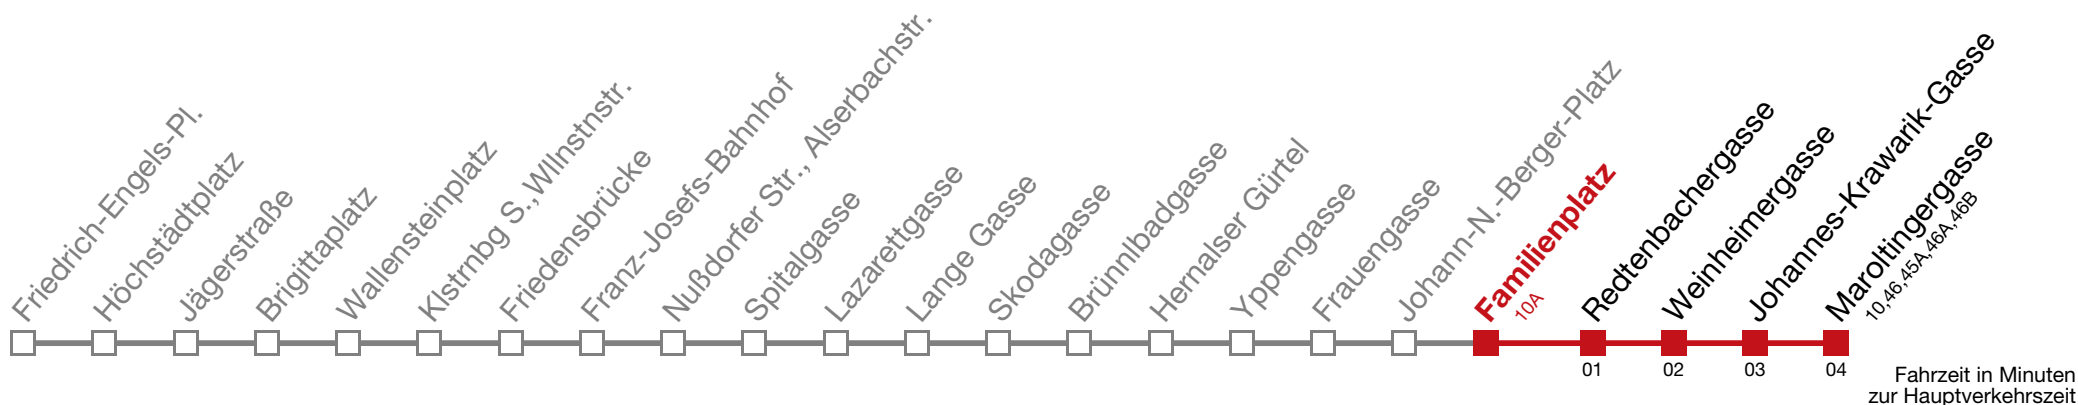 Friedrich-Engels-Pl.
Höchstädtplatz
Jägerstraße
Brigittaplatz
Wallensteinplatz
Klstrnbg S.,Wllnstnstr.
Friedensbrücke
Franz-Josefs-Bahnhof
Nußdorfer Str., Alserbachstr.
Spitalgasse
Lazarettgasse
Lange Gasse
Skodagasse
Brünnlbadgasse
Hernalser Gürtel
Yppengasse
Frauengasse
Johann-N.-Berger-Platz
Familienplatz
10A
Redtenbachergasse
Weinheimergasse
Johannes-Krawarik-Gasse
Maroltingergasse
10,46,45A,46A,46B
01
02
03
04
Fahrzeit in Minuten
zur Hauptverkehrszeit